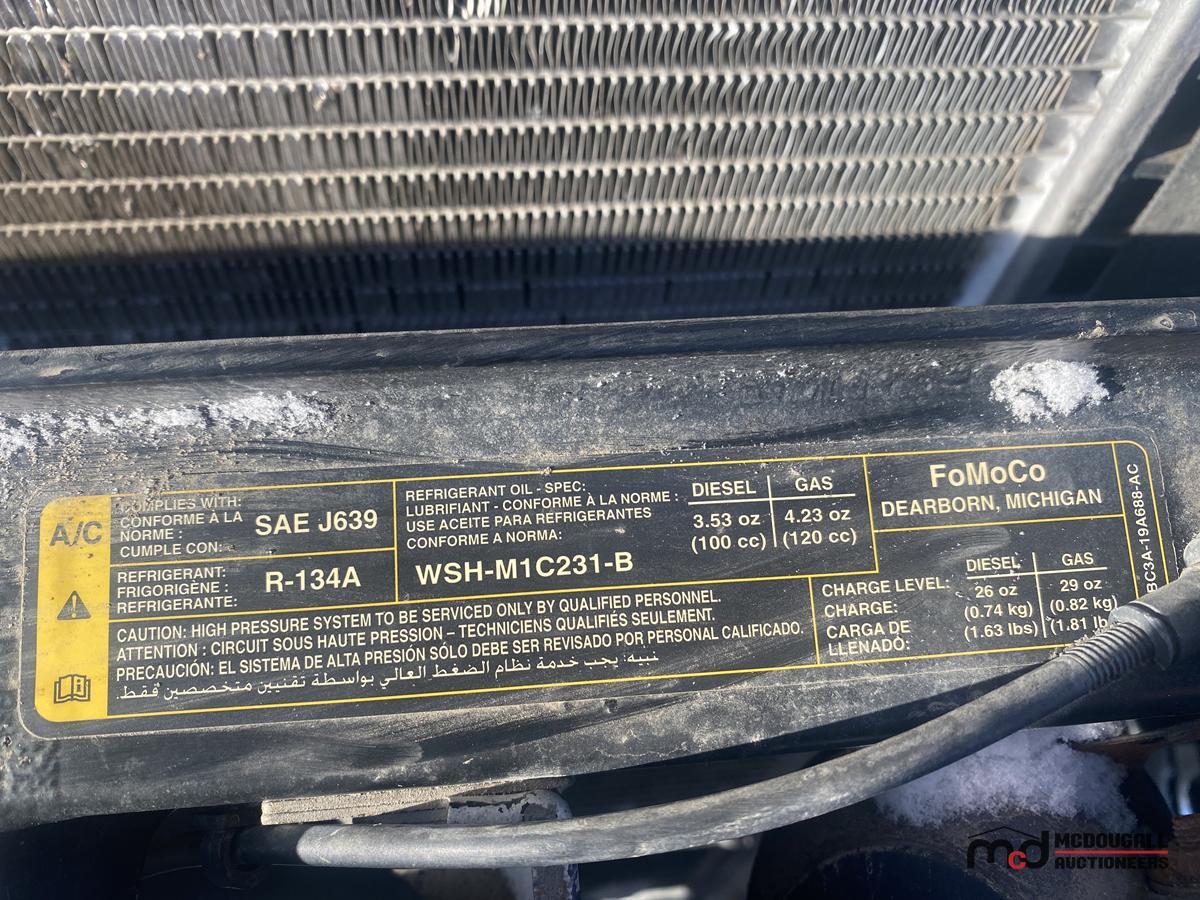 A/C
COMPLIES WITH:
CONFORME À LA
NORME :
CUMPLE CON:
SAE J639
REFRIGERANT:
FRIGORIGÈNE :
REFRIGERANTE:
R-134A
REFRIGERANT OIL - SPEC:
LUBRIFIANT - CONFORME À LA NORME :
USE ACEITE PARA REFRIGERANTES
CONFORME A NORMA:
WSH-M1C231-B
DIESEL GAS
3.53 oz 4.23 oz
(100 cc) (120 cc)
FoMoCo
DEARBORN, MICHIGAN
CHARGE LEVEL:
CHARGE:
CARGA DE
LLENADO:
DIESEL GAS
26 oz 29 oz
(0.74 kg) (0.82 kg)
(1.63 lbs) (1.81 lb
BC3A-19A688-AC
CAUTION: HIGH PRESSURE SYSTEM TO BE SERVICED ONLY BY QUALIFIED PERSONNEL.
ATTENTION : CIRCUIT SOUS HAUTE PRESSION – TECHNICIENS QUALIFIÉS SEULEMENT.
PRECAUCIÓN: EL SISTEMA DE ALTA PRESIÓN SÓLO DEBE SER REVISADO POR PERSONAL CALIFICADO.
تنبيه: يجب خدمة نظام الضغط العالي بواسطة تقنيين متخصصين فقط.
mcd MCDOUGALL
AUCTIONEERS